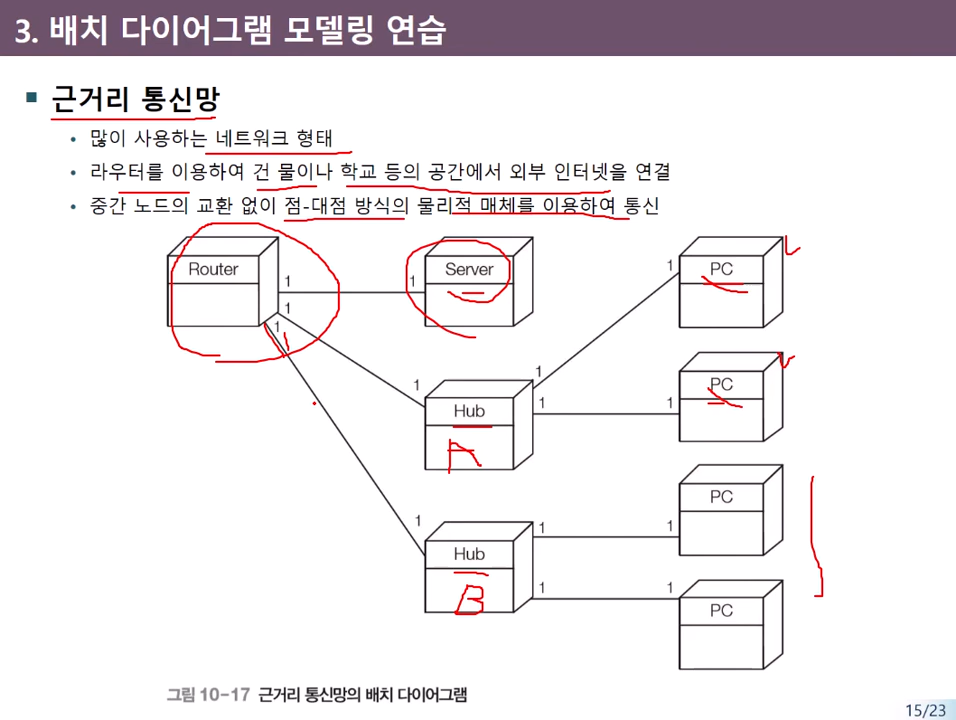 3. 배치 다이어그램 모델링 연습
근거리 통신망
많이 사용하는 네트워크 형태
라우터를 이용하여 건 물이나 학교 등의 공간에서 외부 인터넷을 연결
중간 노드의 교환 없이 점-대점 방식의 물리적 매체를 이용하여 통신
Router
1
1
Server
1
1
1
PC
1
1
Hub
A
1
1
1
PC
1
Hub
B
1
1
1
PC
1
PC
그림 10-17 근거리 통신망의 배치 다이어그램
15/23